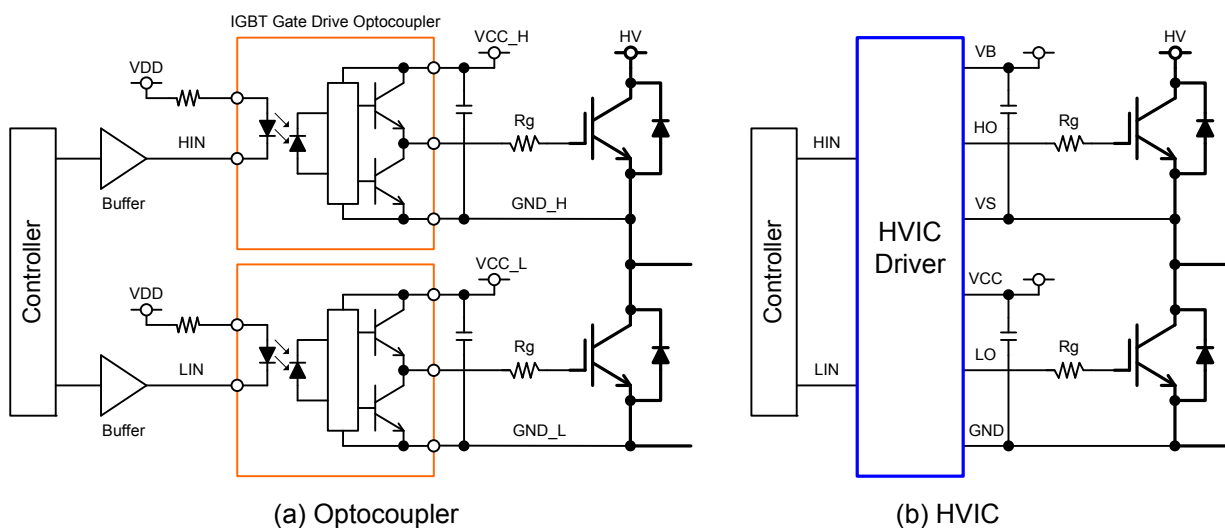 IGBT Gate Drive Optocoupler
VCC_H
HV
VDD
HIN
Rg
Buffer
GND_H
Controller
VCC_L
VDD
LIN
Rg
Buffer
GND_L
(a) Optocoupler
HV
VB
HIN
HO
Rg
VS
Controller
HVIC
Driver
VCC
LIN
LO
Rg
GND
(b) HVIC